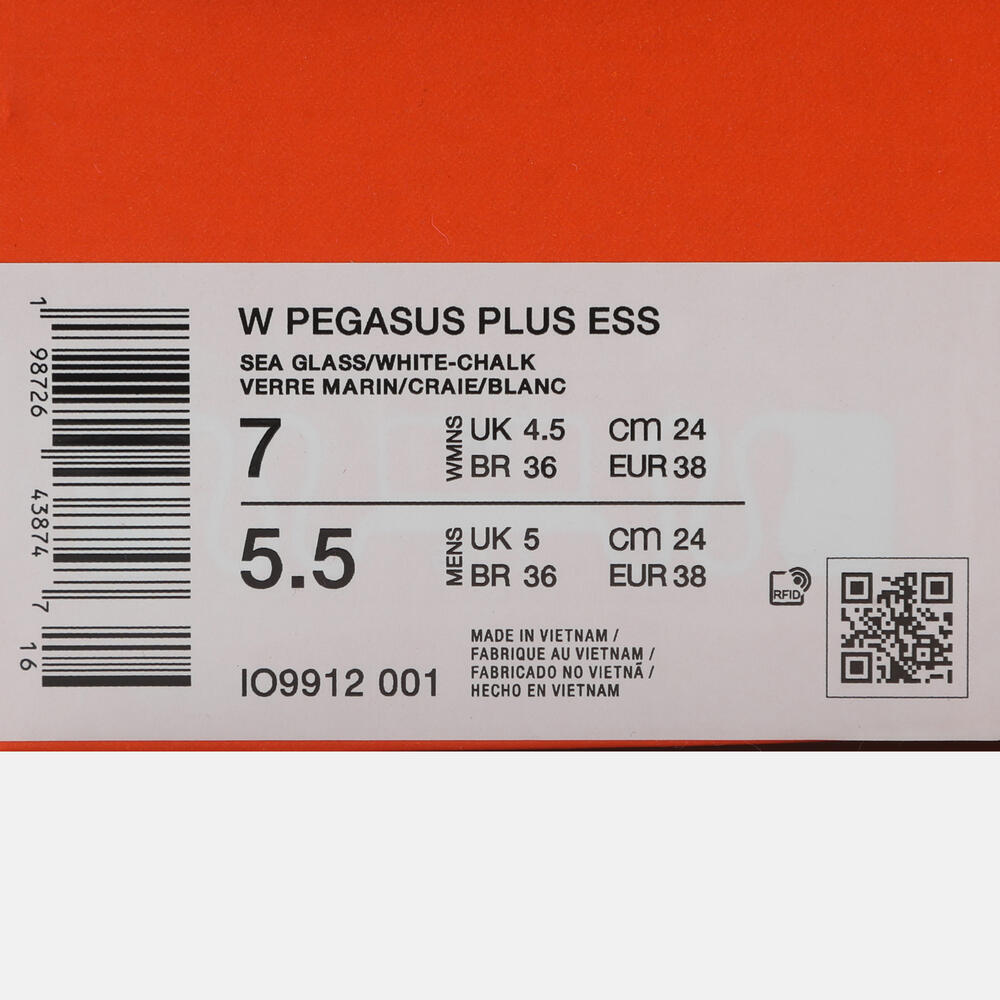 W PEGASUS PLUS ESS
SEA GLASS/WHITE-CHALK
VERRE MARIN/CRAIE/BLANC
7
WMNS
UK 4.5 cm 24
BR 36 EUR 38
5.5
MENS
UK 5 cm 24
BR 36 EUR 38
RFID
MADE IN VIETNAM /
FABRIQUE AU VIETNAM /
FABRICADO NO VIETNÃ /
HECHO EN VIETNAM
IO9912 001
1 98726 43874 7 16